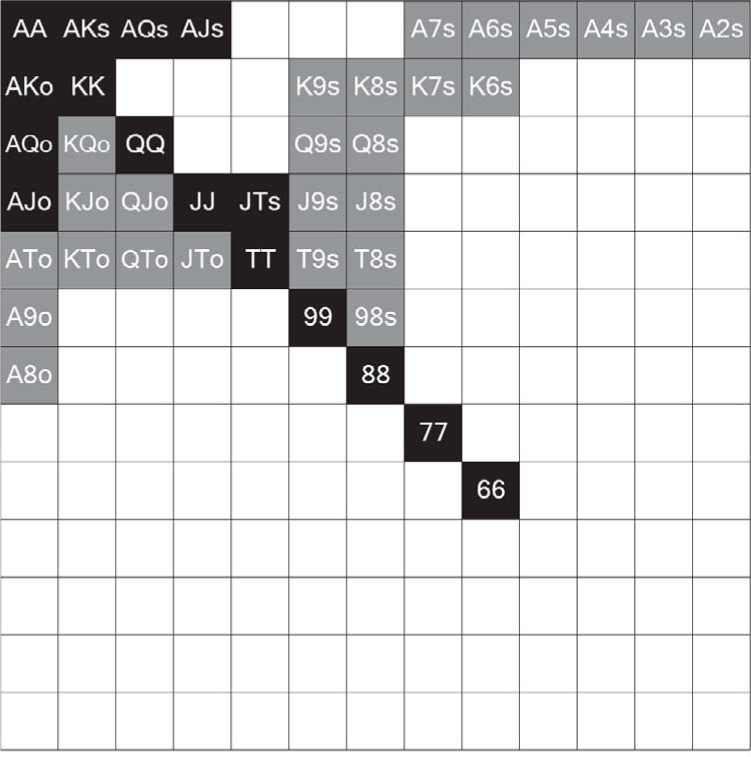 AA AKs AQs AJs A7s A6s A5s A4s A3s A2s
AKo KK K9s K8s K7s K6s
AQo KQo QQ Q9s Q8s
AJo KJo QJo JJ JTs J9s J8s
ATo KTo QTo JTo TT T9s T8s
A9o 99 98s
A8o 88
77
66